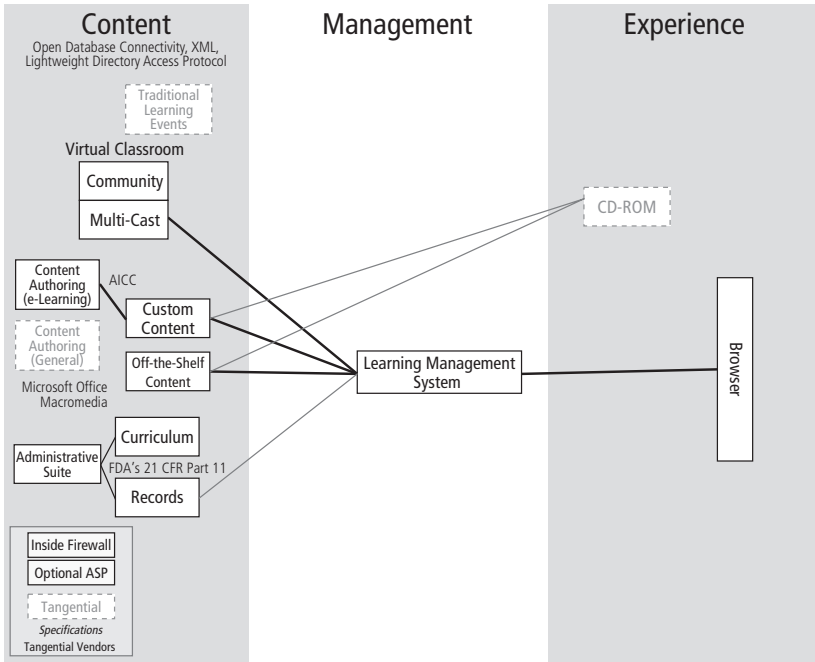 Content
Management
Experience
Open Database Connectivity, XML,
Lightweight Directory Access Protocol
Traditional
Learning
Events
Virtual Classroom
Community
Multi-Cast
CD-ROM
Content
Authoring
(e-Learning)
AICC
Custom
Content
Content
Authoring
(General)
Off-the-Shelf
Content
Learning Management
System
Browser
Microsoft Office
Macromedia
Curriculum
Administrative
Suite
FDA's 21 CFR Part 11
Records
Inside Firewall
Optional ASP
Tangential
Specifications
Tangential Vendors